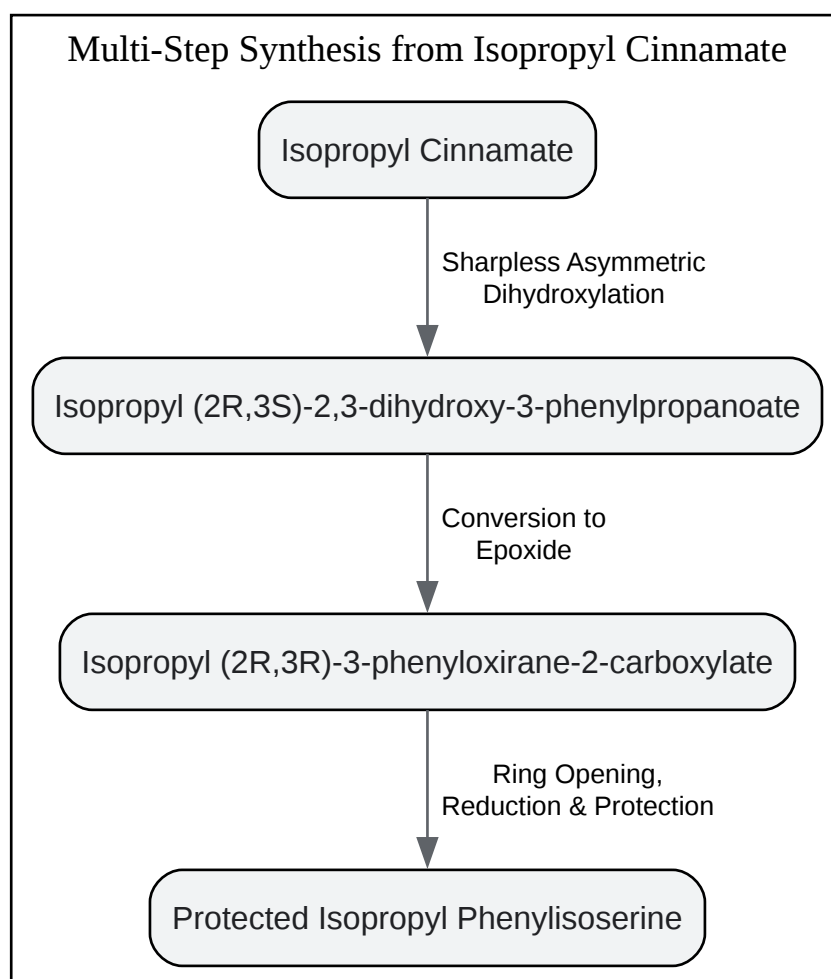 Multi-Step Synthesis from Isopropyl Cinnamate
Isopropyl Cinnamate
Sharpless Asymmetric
Dihydroxylation
Isopropyl (2R,3S)-2,3-dihydroxy-3-phenylpropanoate
Conversion to
Epoxide
Isopropyl (2R,3R)-3-phenyloxirane-2-carboxylate
Ring Opening,
Reduction & Protection
Protected Isopropyl Phenylisoserine